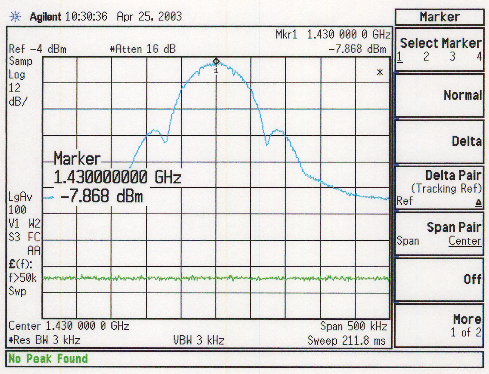 Agilent 10:30:36 Apr 25, 2003
Marker
Mkr1 1.430 000 0 GHz
Ref -4 dBm #Atten 16 dB -7.868 dBm
Samp
Log
12
dB/
1
x
Marker
1.430000000 GHz
-7.868 dBm
LgAv
100
V1 W2
S3 FC
AA
£(f):
f>50k
Swp
Center 1.430 000 0 GHz Span 500 kHz
#Res BW 3 kHz VBW 3 kHz Sweep 211.8 ms
No Peak Found
Select Marker
1 2 3 4
Normal
Delta
Delta Pair
(Tracking Ref)
Ref Δ
Span Pair
Span Center
Off
More
1 of 2